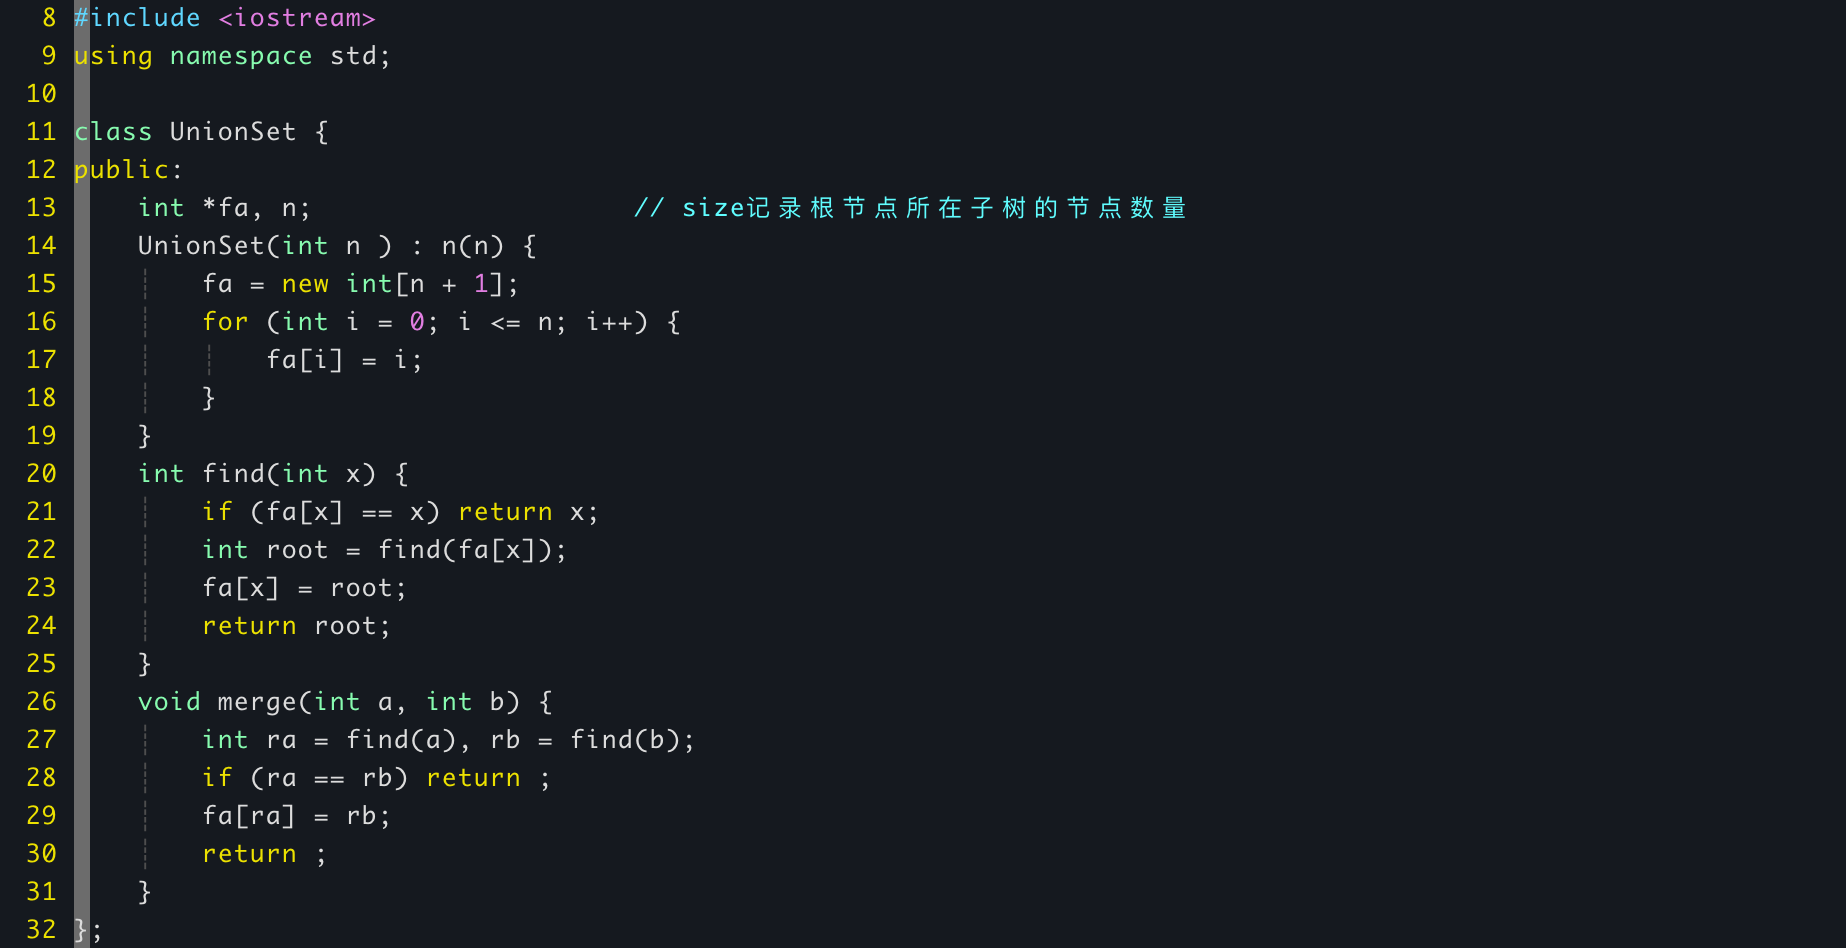 8 #include <iostream>
9 using namespace std;
10
11 class UnionSet {
12 public:
13     int *fa, n;                    // size记录根节点所在子树的节点数量
14     UnionSet(int n ) : n(n) {
15         fa = new int[n + 1];
16         for (int i = 0; i <= n; i++) {
17             fa[i] = i;
18         }
19     }
20     int find(int x) {
21         if (fa[x] == x) return x;
22         int root = find(fa[x]);
23         fa[x] = root;
24         return root;
25     }
26     void merge(int a, int b) {
27         int ra = find(a), rb = find(b);
28         if (ra == rb) return ;
29         fa[ra] = rb;
30         return ;
31     }
32 };